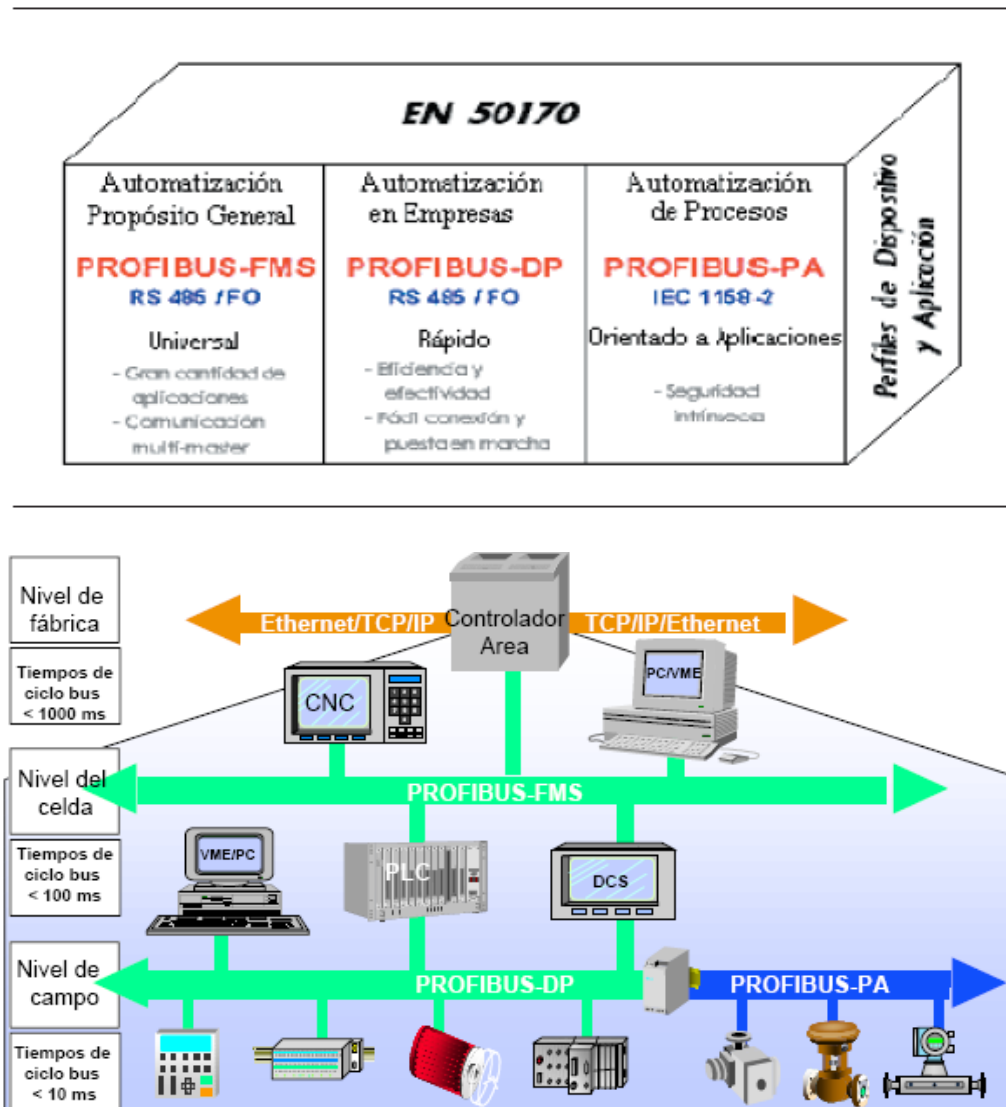 EN 50170
Automatización
Propósito General
PROFIBUS-FMS
RS 485 / FO
Universal
- Gran cantidad de
aplicaciones
- Comunicación
multi-master
Automatización
en Empresas
PROFIBUS-DP
RS 485 / FO
Rápido
- Eficiencia y
efectividad
- Fácil conexión y
puesta en marcha
Automatización
de Procesos
PROFIBUS-PA
IEC 1158-2
Orientado a Aplicaciones
- Seguridad
intrínseca
Perfiles de Dispositivo
y Aplicación
Nivel de
fábrica
Ethernet/TCP/IP
Controlador
Area
TCP/IP/Ethernet
Tiempos de
ciclo bus
< 1000 ms
CNC
PC/VME
Nivel del
celda
PROFIBUS-FMS
Tiempos de
ciclo bus
< 100 ms
VME/PC
PLC
DCS
Nivel de
campo
PROFIBUS-DP
PROFIBUS-PA
Tiempos de
ciclo bus
< 10 ms